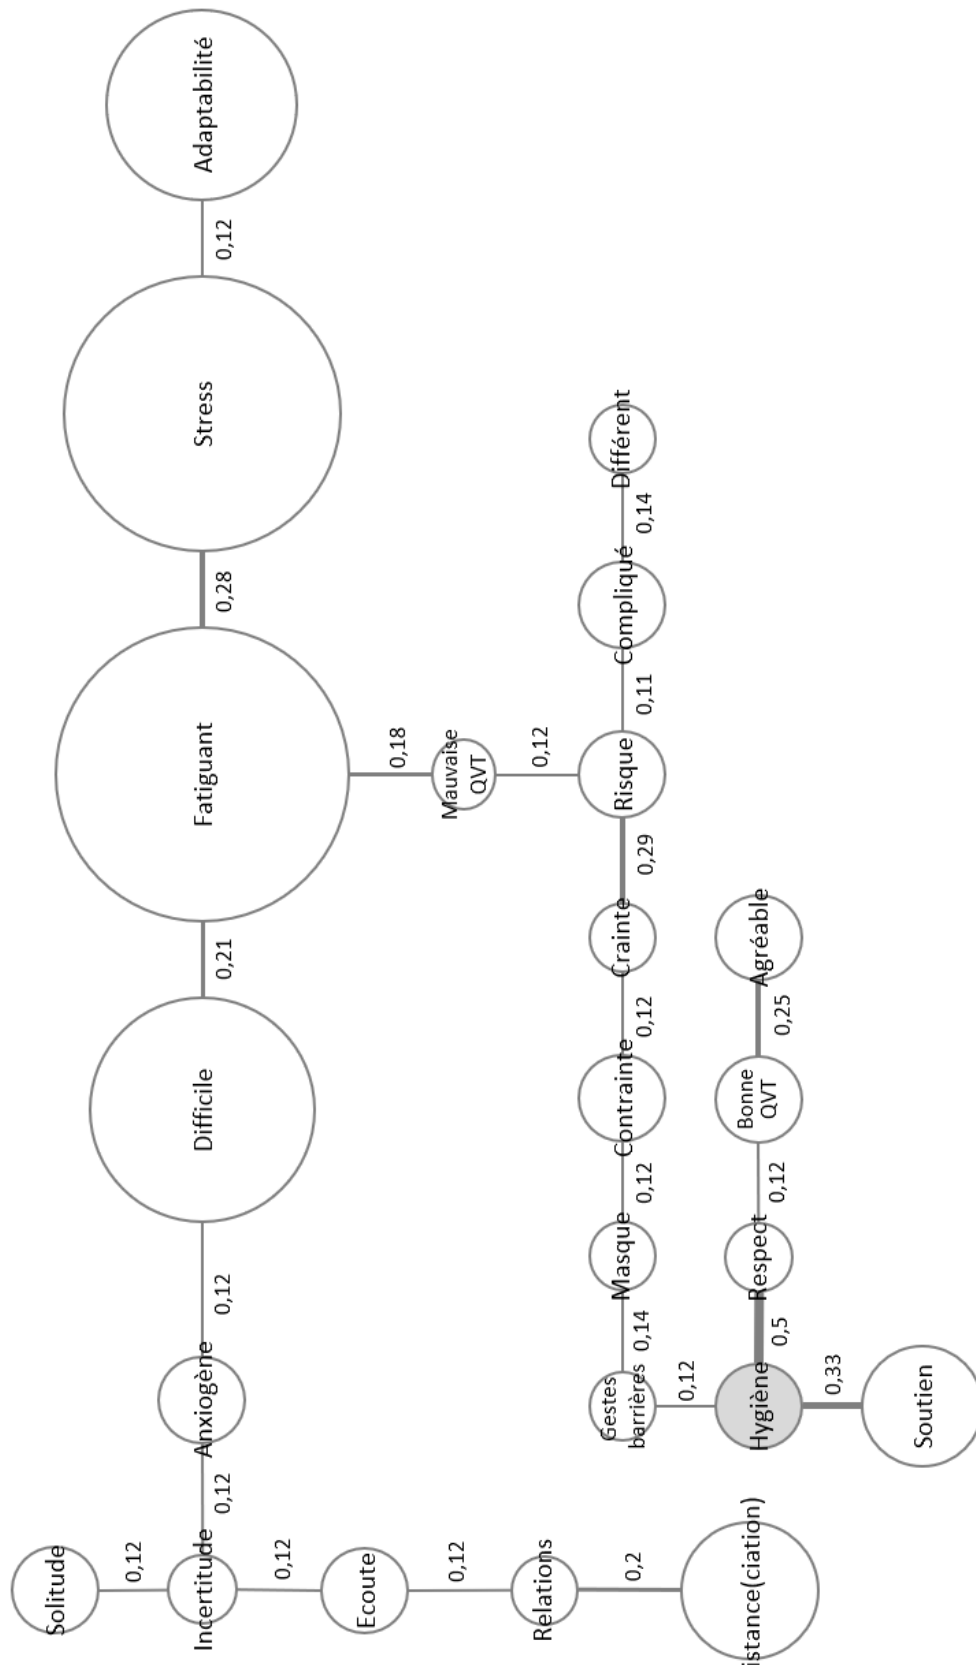 Solitude
0,12
Incertitude
Anxiogène
Difficile
Fatiguant
Stress
Adaptabilité
0,12
0,12
0,21
0,28
0,12
0,12
Ecoute
0,18
Mauvaise
QVT
0,12
Relations
0,12
Gestes
barrières
Masque
Contrainte
Crainte
Risque
Compliqué
Différent
0,2
0,14
0,12
0,12
0,29
0,11
0,14
0,12
istance(ciation)
Hygiène
Respect
Bonne
QVT
Agréable
0,5
0,12
0,25
0,33
Soutien